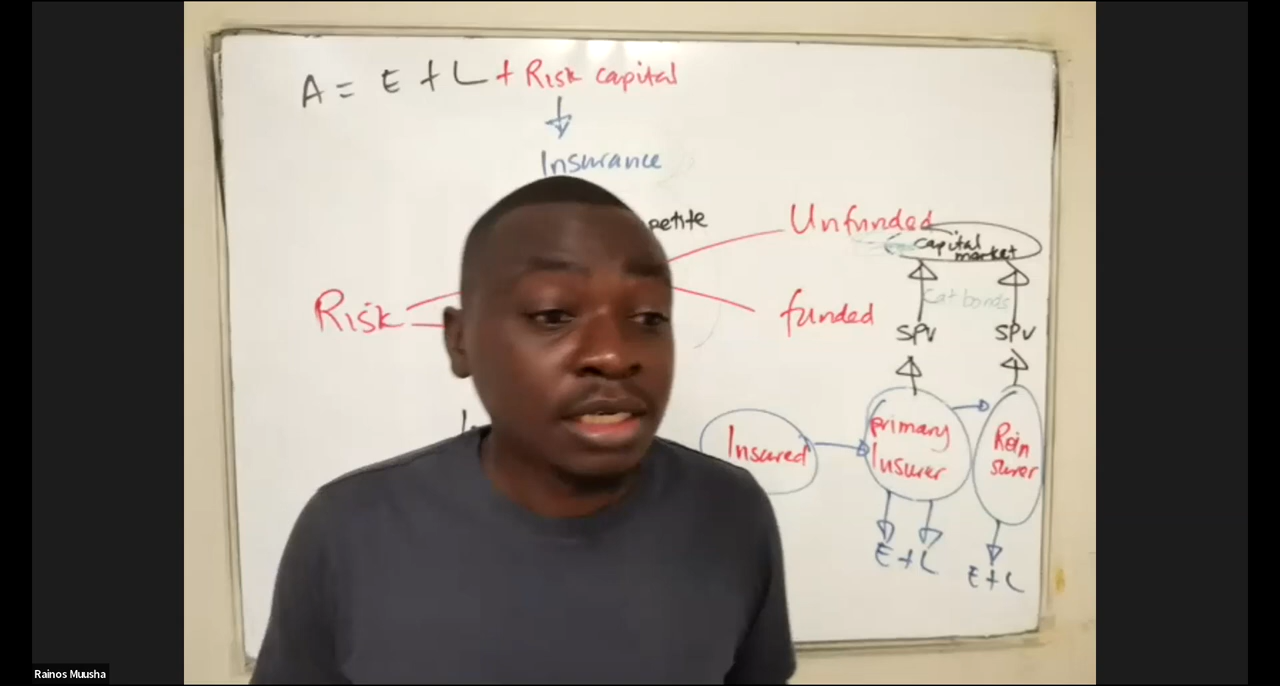 A = E + L + Risk capital
Insurance
petite
Unfunded
capital
market
Risk
funded
Cat bonds
SPV
SPV
Insured
primary
Insurer
Rein
surer
E + L
E + L
Rainos Muusha